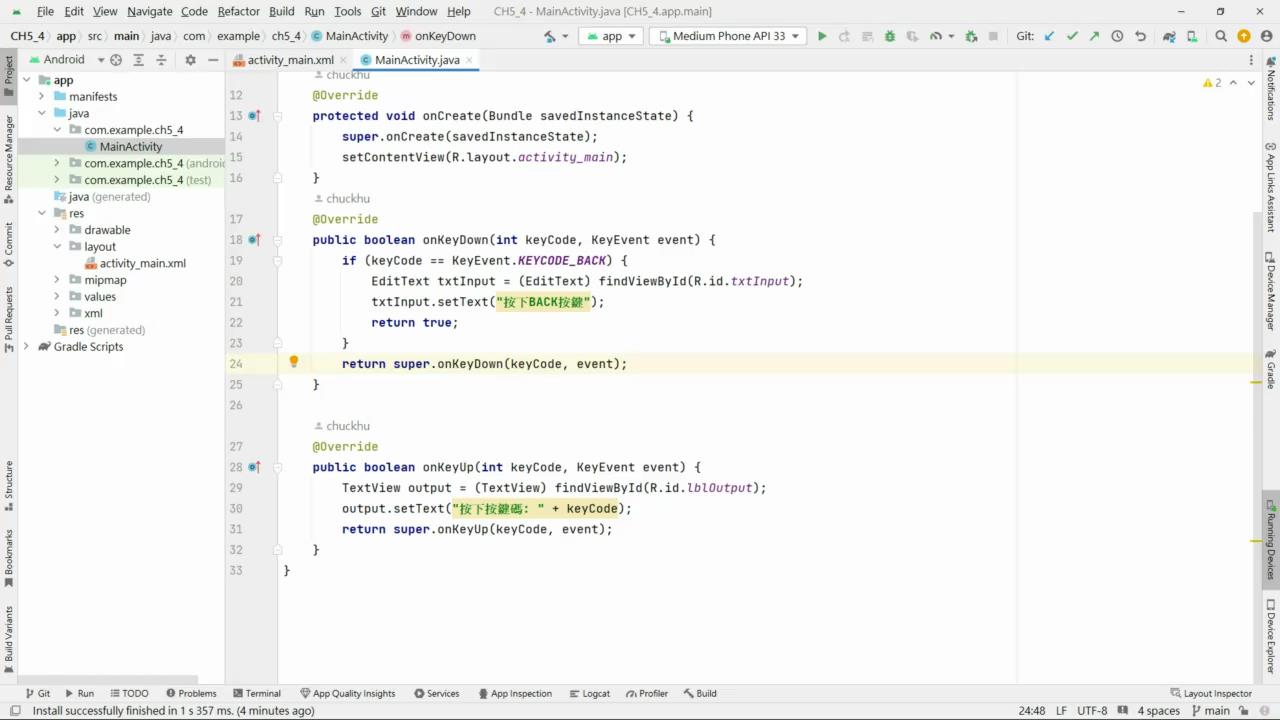 File Edit View Navigate Code Refactor Build Run Tools Git Window Help CH5_4 - MainActivity.java [CH5_4.app.main]
CH5_4 app src main java com example ch5_4 MainActivity onKeyDown app Medium Phone API 33 Git:
Android activity_main.xml MainActivity.java
app
manifests
java
com.example.ch5_4
MainActivity
com.example.ch5_4 (androi
com.example.ch5_4 (test)
java (generated)
res
drawable
layout
activity_main.xml
mipmap
values
xml
res (generated)
Gradle Scripts
chuckhu
12 @Override
13 protected void onCreate(Bundle savedInstanceState) {
14 super.onCreate(savedInstanceState);
15 setContentView(R.layout.activity_main);
16 }
chuckhu
17 @Override
18 public boolean onKeyDown(int keyCode, KeyEvent event) {
19 if (keyCode == KeyEvent.KEYCODE_BACK) {
20 EditText txtInput = (EditText) findViewById(R.id.txtInput);
21 txtInput.setText("按下BACK按鍵");
22 return true;
23 }
24 return super.onKeyDown(keyCode, event);
25 }
26
chuckhu
27 @Override
28 public boolean onKeyUp(int keyCode, KeyEvent event) {
29 TextView output = (TextView) findViewById(R.id.lblOutput);
30 output.setText("按下按鍵碼: " + keyCode);
31 return super.onKeyUp(keyCode, event);
32 }
33 }
2
Project
Resource Manager
Commit
Pull Requests
Structure
Bookmarks
Build Variants
Notifications
App Links Assistant
Device Manager
Gradle
Running Devices
Device Explorer
Git Run TODO Problems Terminal App Quality Insights Services App Inspection Logcat Profiler Build Layout Inspector
Install successfully finished in 1 s 357 ms. (4 minutes ago) 24:48 LF UTF-8 4 spaces main